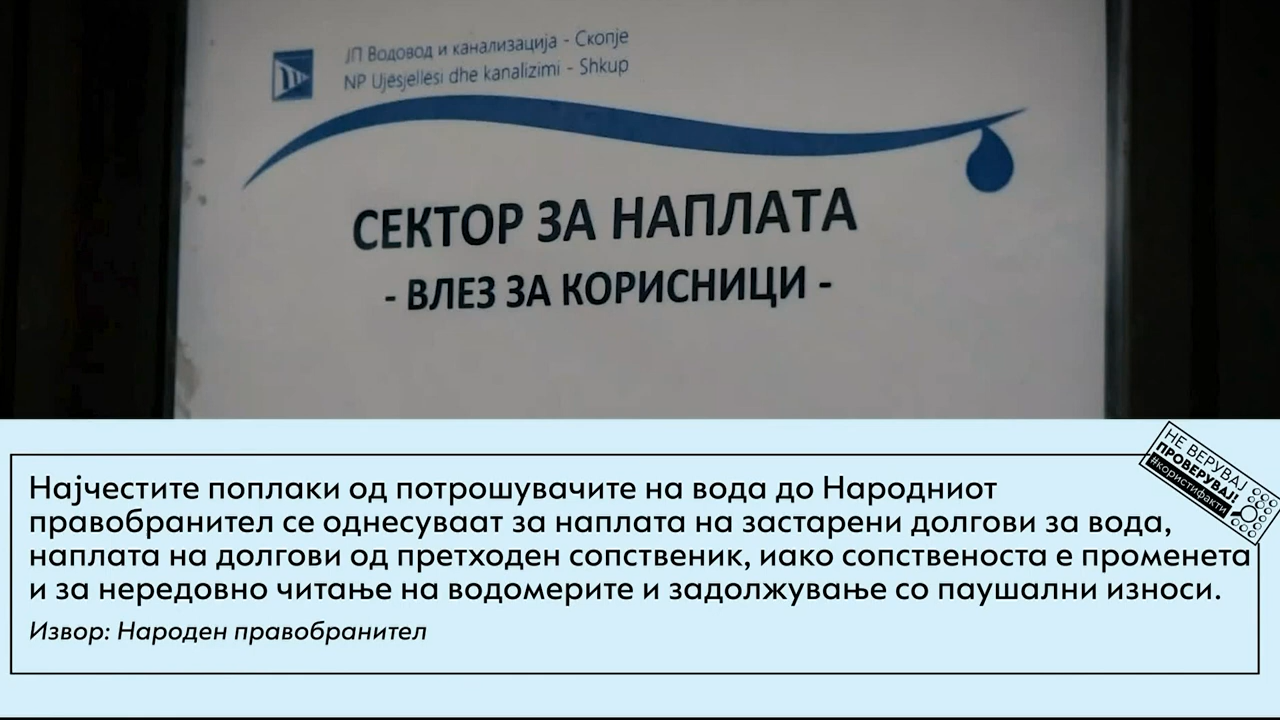 ЈП Водовод и канализација - Скопје
NP Ujësjellësi dhe kanalizimi - Shkup
СЕКТОР ЗА НАПЛАТА
- ВЛЕЗ ЗА КОРИСНИЦИ -
НЕ ВЕРУВАЈ
ПРОВЕРУВАЈ!
#користифакти
Најчестите поплаки од потрошувачите на вода до Народниот
правобранител се однесуваат за наплата на застарени долгови за вода,
наплата на долгови од претходен сопственик, иако сопственоста е променета
и за нередовно читање на водомерите и задолжување со паушални износи.
Извор: Народен правобранител